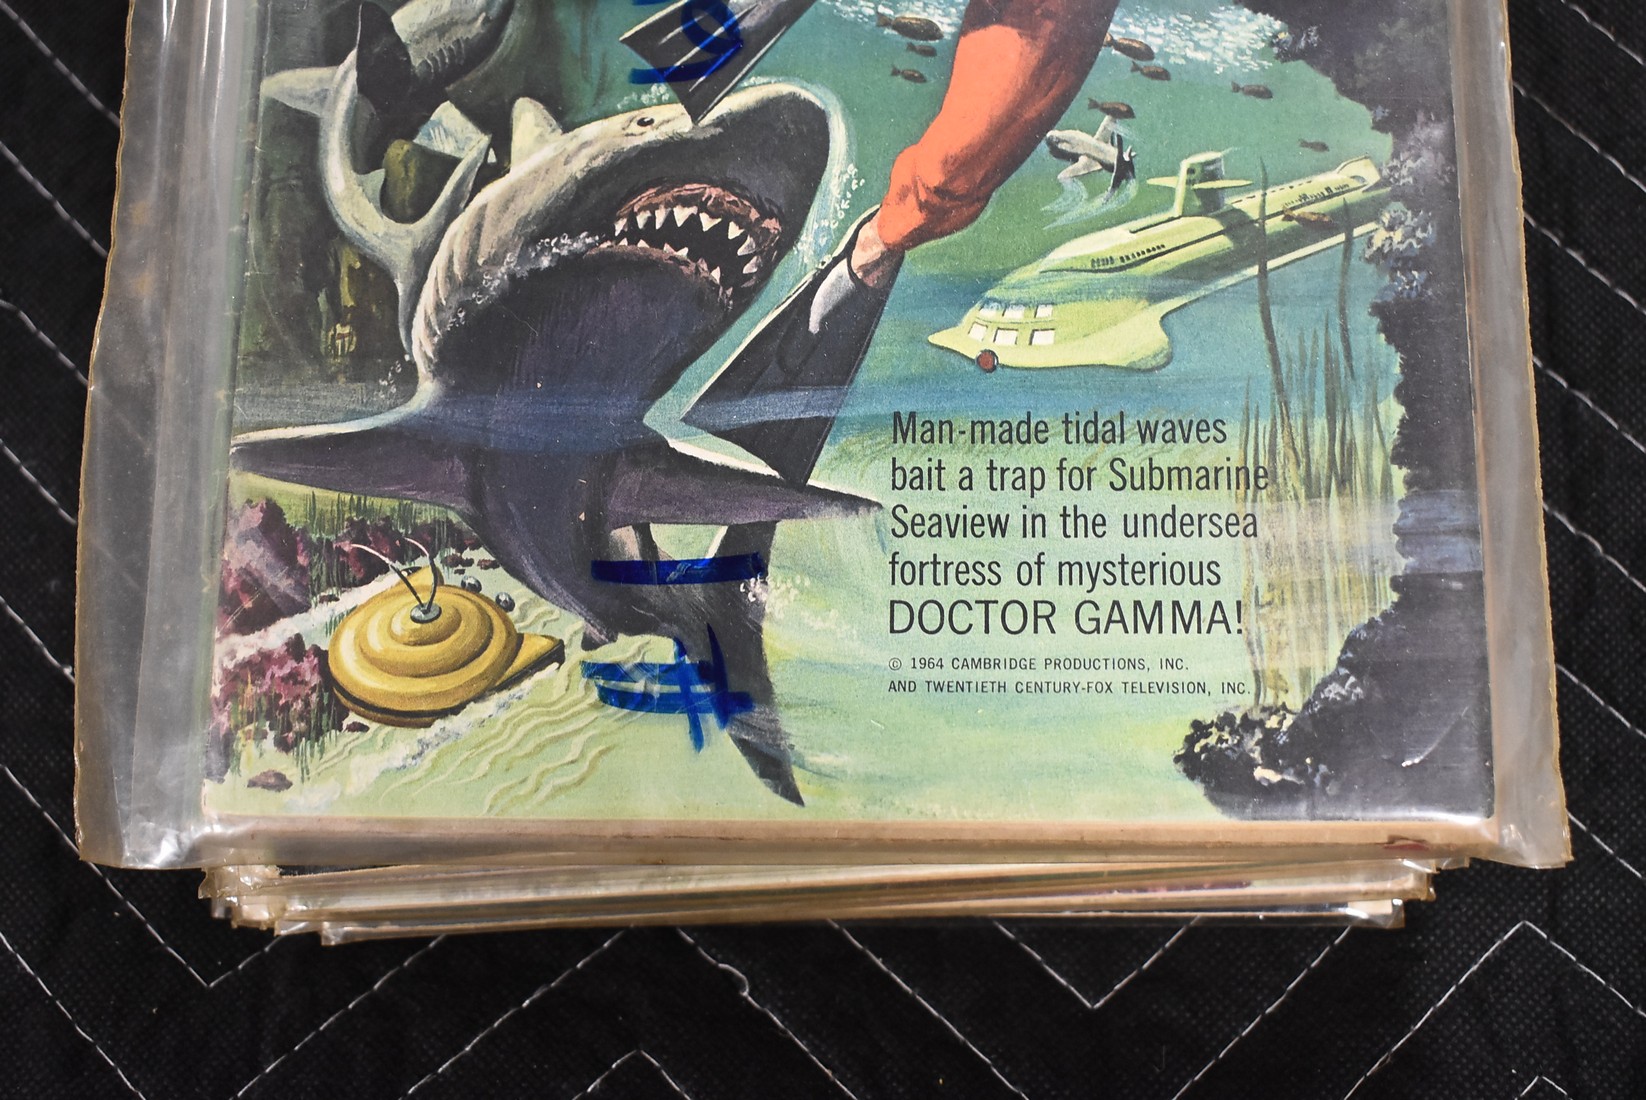 Man-made tidal waves
bait a trap for Submarine
Seaview in the undersea
fortress of mysterious
DOCTOR GAMMA!
© 1964 CAMBRIDGE PRODUCTIONS, INC.
AND TWENTIETH CENTURY-FOX TELEVISION, INC.